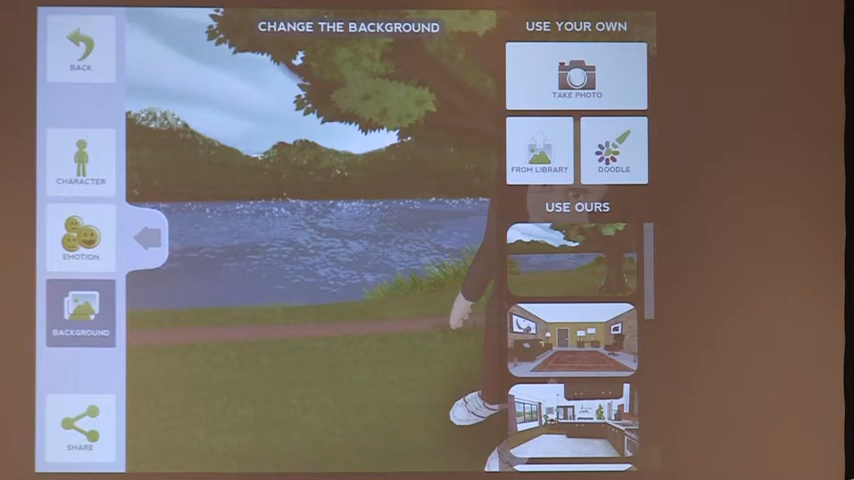 BACK
CHARACTER
EMOTION
BACKGROUND
SHARE
CHANGE THE BACKGROUND
USE YOUR OWN
TAKE PHOTO
FROM LIBRARY
DOODLE
USE OURS